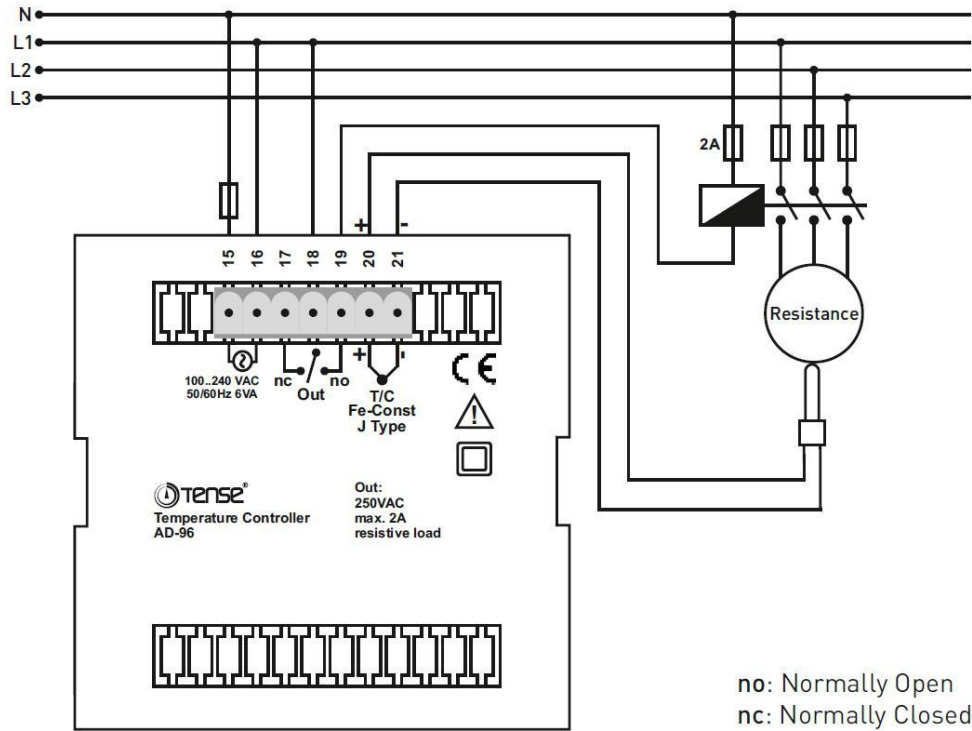 N
L1
L2
L3
2A
+ -
15 16 17 18 19 20 21
Resistance
100..240 VAC
50/60Hz 6VA
nc
Out
no
+ -
T/C
Fe-Const
J Type
CE
!
TENSE®
Temperature Controller
AD-96
Out:
250VAC
max. 2A
resistive load
no: Normally Open
nc: Normally Closed